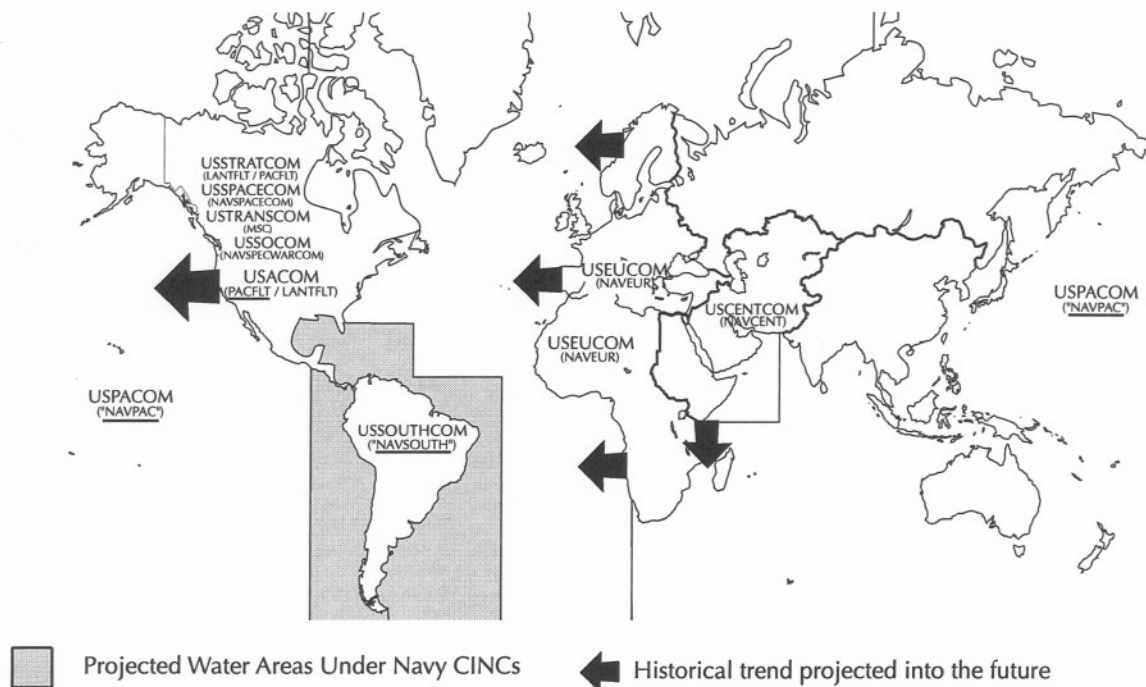 USSTRATCOM
(LANTFLT / PACFLT)
USSPACECOM
(NAVSPACECOM)
USTRANSCOM
(MSC)
USSOCOM
(NAVSPECWARCOM)
USACOM
(PACFLT / LANTFLT)
USEUCOM
(NAVEUR)
USCENTCOM
(NAVCENT)
USPACOM
("NAVPAC")
USEUCOM
(NAVEUR)
USPACOM
("NAVPAC")
USSOUTHCOM
("NAVSOUTH")
Projected Water Areas Under Navy CINCs
Historical trend projected into the future